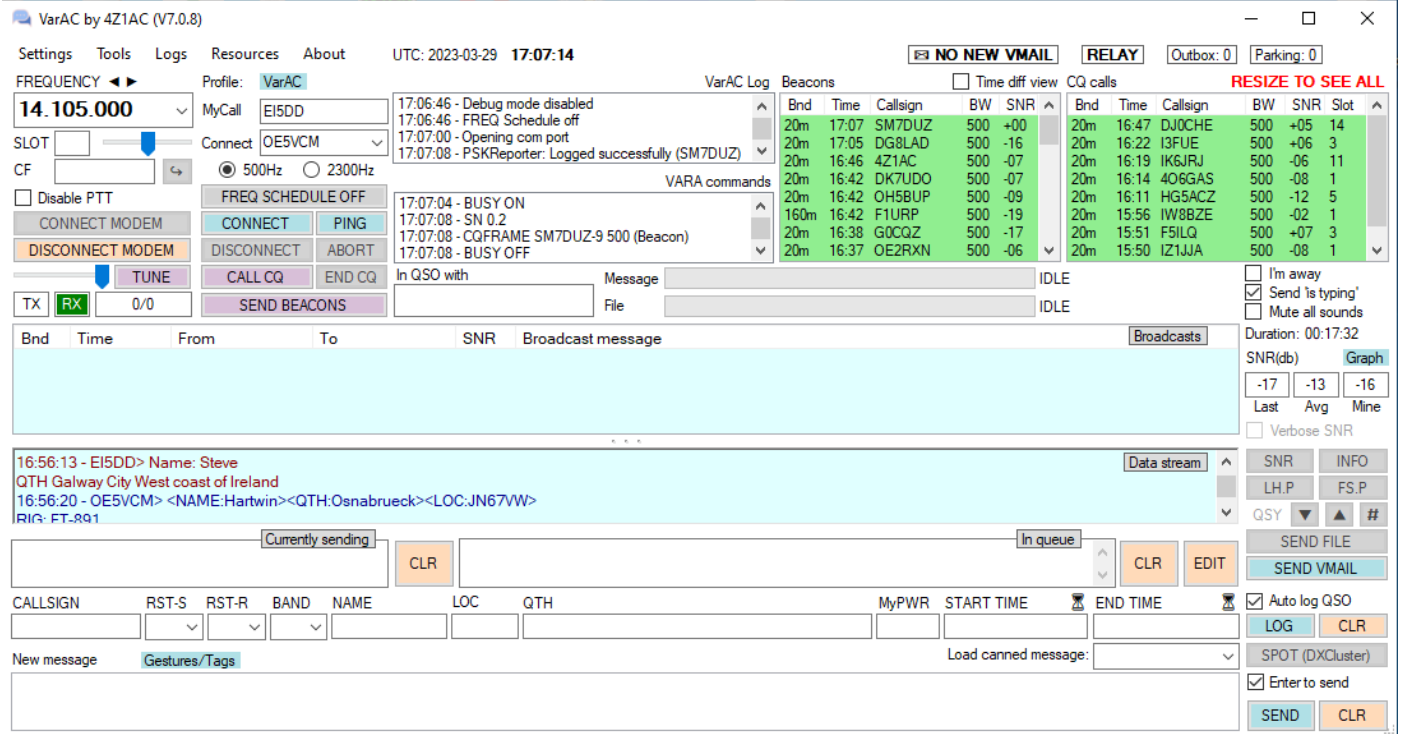 VarAC by 4Z1AC (V7.0.8)
Settings Tools Logs Resources About UTC: 2023-03-29 17:07:14 NO NEW VMAIL RELAY Outbox: 0 Parking: 0
FREQUENCY ◄ ► Profile: VarAC VarAC Log Beacons Time diff view CQ calls RESIZE TO SEE ALL
14.105.000 MyCall EI5DD
SLOT Connect OE5VCM
CF 500Hz 2300Hz
Disable PTT FREQ SCHEDULE OFF
CONNECT MODEM CONNECT PING
DISCONNECT MODEM DISCONNECT ABORT
TUNE CALL CQ END CQ
TX RX 0/0 SEND BEACONS
17:06:46 - Debug mode disabled
17:06:46 - FREQ Schedule off
17:07:00 - Opening com port
17:07:08 - PSKReporter: Logged successfully (SM7DUZ)
VARA commands
17:07:04 - BUSY ON
17:07:08 - SN 0.2
17:07:08 - CQFRAME SM7DUZ-9 500 (Beacon)
17:07:08 - BUSY OFF
Bnd Time Callsign BW SNR
20m 17:07 SM7DUZ 500 +00
20m 17:05 DG8LAD 500 -16
20m 16:46 4Z1AC 500 -07
20m 16:42 DK7UDO 500 -07
20m 16:42 OH5BUP 500 -09
160m 16:42 F1URP 500 -19
20m 16:38 G0CQZ 500 -17
20m 16:37 OE2RXN 500 -06
Bnd Time Callsign BW SNR Slot
20m 16:47 DJ0CHE 500 +05 14
20m 16:22 I3FUE 500 +06 3
20m 16:19 IK6JRJ 500 -06 11
20m 16:14 4O6GAS 500 -08 1
20m 16:11 HG5ACZ 500 -12 5
20m 15:56 IW8BZE 500 -02 1
20m 15:51 F5ILQ 500 +07 3
20m 15:50 IZ1JJA 500 -08 1
In QSO with Message IDLE
File IDLE
I'm away
Send 'is typing'
Mute all sounds
Bnd Time From To SNR Broadcast message Broadcasts
Duration: 00:17:32
SNR(db) Graph
-17 -13 -16
Last Avg Mine
Verbose SNR
16:56:13 - EI5DD> Name: Steve
QTH Galway City West coast of Ireland
16:56:20 - OE5VCM> <NAME:Hartwin><QTH:Osnabrueck><LOC:JN67VW>
RIG: FT-891
Data stream
SNR INFO
LH.P FS.P
QSY ▼ ▲ #
SEND FILE
SEND VMAIL
Currently sending CLR In queue CLR EDIT
CALLSIGN RST-S RST-R BAND NAME LOC QTH MyPWR START TIME END TIME
Auto log QSO
LOG CLR
New message Gestures/Tags Load canned message:
SPOT (DXCluster)
Enter to send
SEND CLR